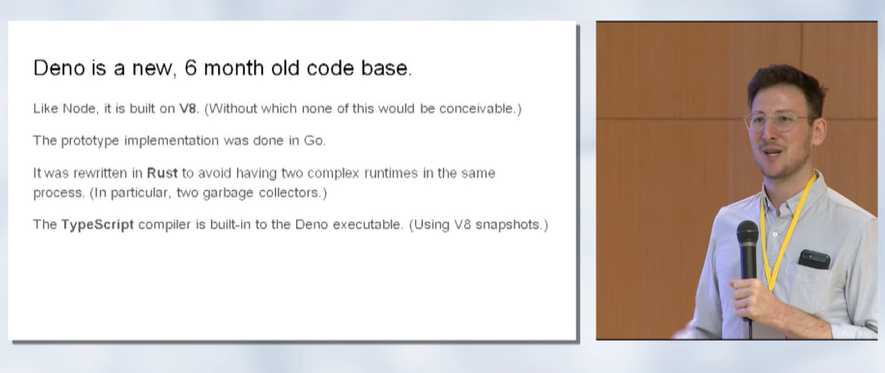 Deno is a new, 6 month old code base.
Like Node, it is built on V8. (Without which none of this would be conceivable.)
The prototype implementation was done in Go.
It was rewritten in Rust to avoid having two complex runtimes in the same
process. (In particular, two garbage collectors.)
The TypeScript compiler is built-in to the Deno executable. (Using V8 snapshots.)